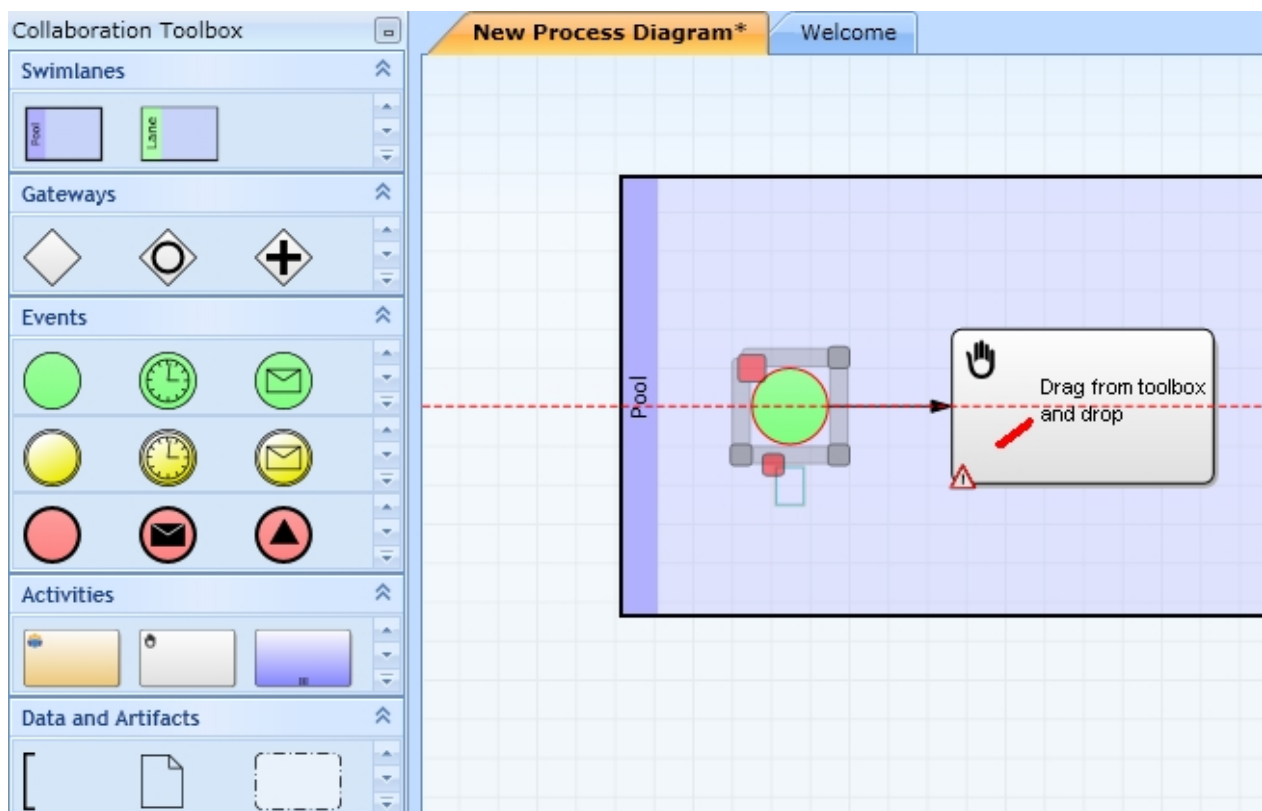 Collaboration Toolbox
New Process Diagram*
Welcome
Swimlanes
Pool
Lane
Gateways
Events
Activities
Data and Artifacts
Pool
Drag from toolbox
and drop